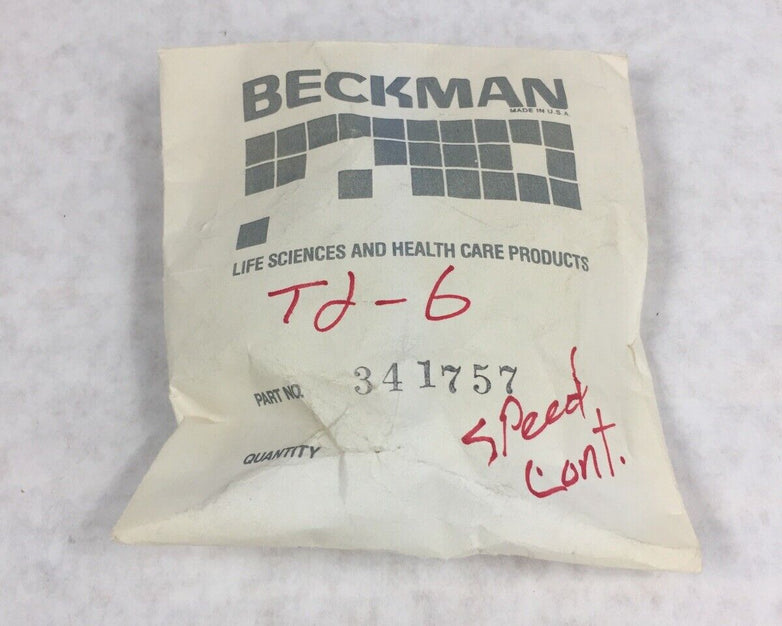 BECKMAN
MADE IN U.S.A.
LIFE SCIENCES AND HEALTH CARE PRODUCTS
TJ-6
PART NO. 341757
speed
cont.
QUANTITY